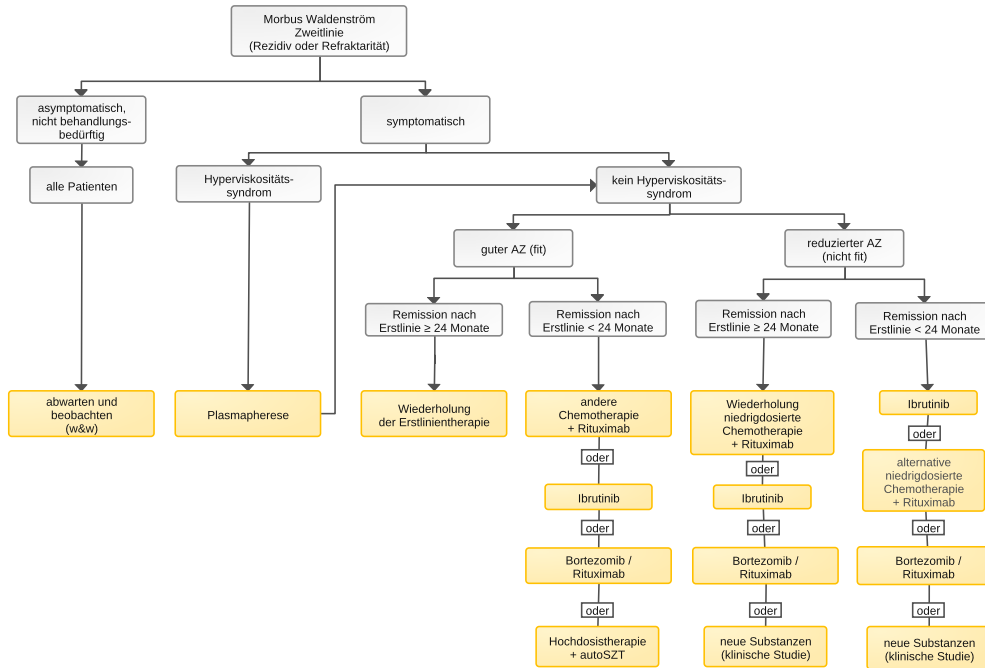 Morbus Waldenström
Zweitlinie
(Rezidiv oder Refraktarität)
asymptomatisch,
nicht behandlungs-
bedürftig
symptomatisch
alle Patienten
Hyperviskositäts-
syndrom
kein Hyperviskositäts-
syndrom
guter AZ (fit)
reduzierter AZ
(nicht fit)
Remission nach
Erstlinie ≥ 24 Monate
Remission nach
Erstlinie < 24 Monate
Remission nach
Erstlinie ≥ 24 Monate
Remission nach
Erstlinie < 24 Monate
abwarten und
beobachten
(w&w)
Plasmapherese
Wiederholung
der Erstlinientherapie
andere
Chemotherapie
+ Rituximab
oder
Ibrutinib
oder
Bortezomib /
Rituximab
oder
Hochdosistherapie
+ autoSZT
Wiederholung
niedrigdosierte
Chemotherapie
+ Rituximab
oder
Ibrutinib
oder
Bortezomib /
Rituximab
oder
neue Substanzen
(klinische Studie)
Ibrutinib
oder
alternative
niedrigdosierte
Chemotherapie
+ Rituximab
oder
Bortezomib /
Rituximab
oder
neue Substanzen
(klinische Studie)